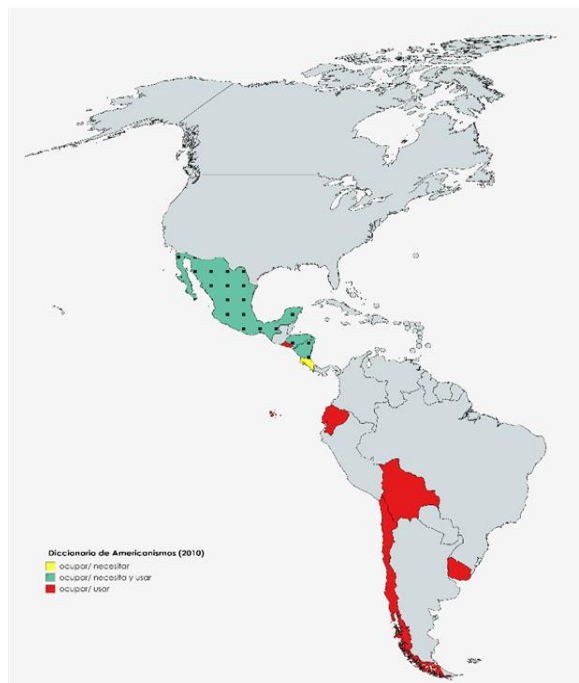 Diccionario de Americanismos (2010)
ocupar/ necesitar
ocupar/ necesita y usar
ocupar/ usar